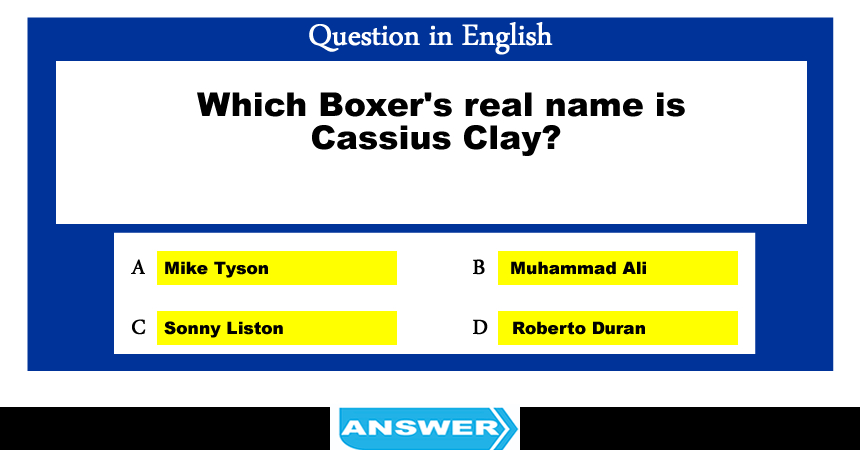 Question in English
Which Boxer's real name is
Cassius Clay?
A Mike Tyson
B Muhammad Ali
C Sonny Liston
D Roberto Duran
ANSWER